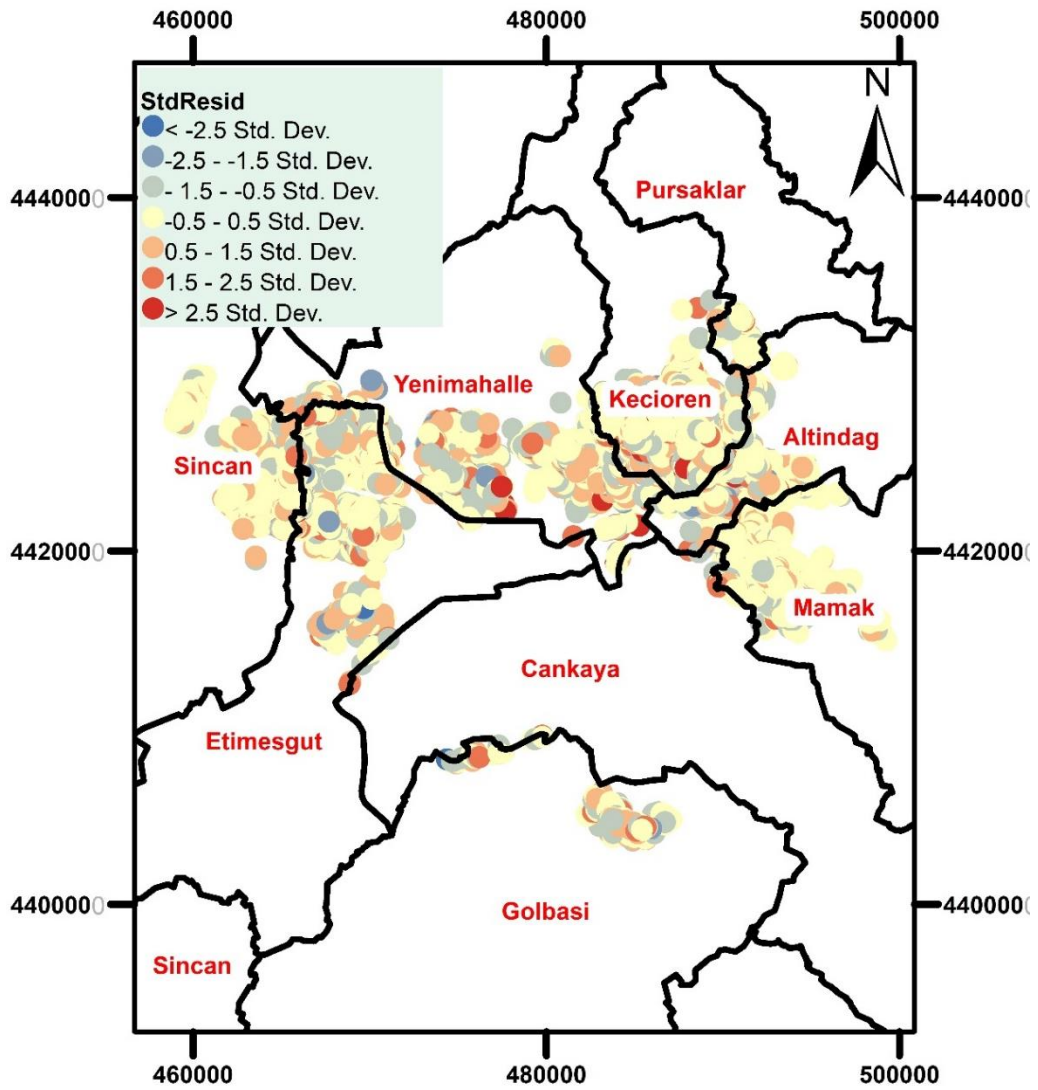 460000 480000 500000
StdResid
< -2.5 Std. Dev.
-2.5 - -1.5 Std. Dev.
- 1.5 - -0.5 Std. Dev.
-0.5 - 0.5 Std. Dev.
0.5 - 1.5 Std. Dev.
1.5 - 2.5 Std. Dev.
> 2.5 Std. Dev.
N
Pursaklar
4440000 4440000
Yenimahalle
Kecioren
Altindag
Sincan
4420000 4420000
Mamak
Cankaya
Etimesgut
4400000 4400000
Golbasi
Sincan
460000 480000 500000